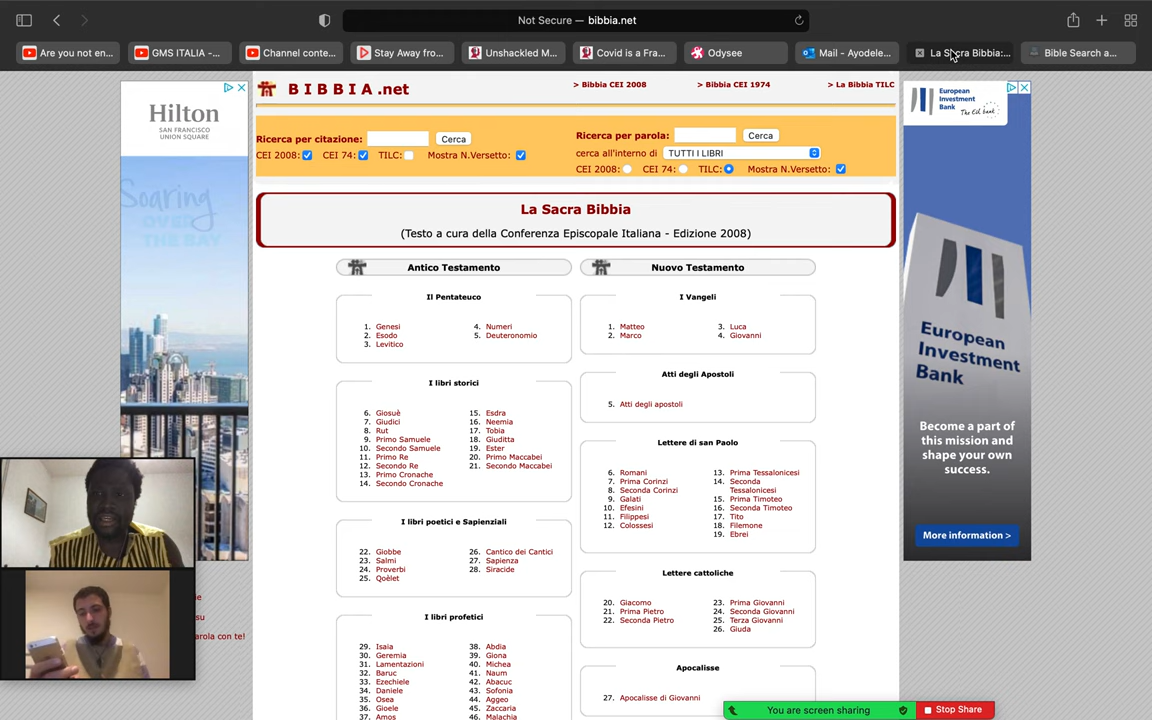 Not Secure — bibbia.net
Are you not en...
GMS ITALIA -...
Channel conte...
Stay Away fro...
Unshackled M...
Covid is a Fra...
Odysee
Mail - Ayodele...
La Sacra Bibbia:...
Bible Search a...
Hilton
SAN FRANCISCO
UNION SQUARE
Soaring
OVER
THE BAY
BIBBIA.net
> Bibbia CEI 2008
> Bibbia CEI 1974
> La Bibbia TILC
Ricerca per citazione:
Cerca
CEI 2008:
CEI 74:
TILC:
Mostra N.Versetto:
Ricerca per parola:
Cerca
cerca all'interno di
TUTTI I LIBRI
CEI 2008:
CEI 74:
TILC:
Mostra N.Versetto:
La Sacra Bibbia
(Testo a cura della Conferenza Episcopale Italiana - Edizione 2008)
Antico Testamento
Il Pentateuco
1. Genesi
2. Esodo
3. Levitico
4. Numeri
5. Deuteronomio
I libri storici
6. Giosuè
7. Giudici
8. Rut
9. Primo Samuele
10. Secondo Samuele
11. Primo Re
12. Secondo Re
13. Primo Cronache
14. Secondo Cronache
15. Esdra
16. Neemia
17. Tobia
18. Giuditta
19. Ester
20. Primo Maccabei
21. Secondo Maccabei
I libri poetici e Sapienziali
22. Giobbe
23. Salmi
24. Proverbi
25. Qoèlet
26. Cantico dei Cantici
27. Sapienza
28. Siracide
I libri profetici
29. Isaia
30. Geremia
31. Lamentazioni
32. Baruc
33. Ezechiele
34. Daniele
35. Osea
36. Gioele
37. Amos
38. Abdia
39. Giona
40. Michea
41. Naum
42. Abacuc
43. Sofonia
44. Aggeo
45. Zaccaria
46. Malachia
Nuovo Testamento
I Vangeli
1. Matteo
2. Marco
3. Luca
4. Giovanni
Atti degli Apostoli
5. Atti degli apostoli
Lettere di san Paolo
6. Romani
7. Prima Corinzi
8. Seconda Corinzi
9. Galati
10. Efesini
11. Filippesi
12. Colossesi
13. Prima Tessalonicesi
14. Seconda
Tessalonicesi
15. Prima Timoteo
16. Seconda Timoteo
17. Tito
18. Filemone
19. Ebrei
Lettere cattoliche
20. Giacomo
21. Prima Pietro
22. Seconda Pietro
23. Prima Giovanni
24. Seconda Giovanni
25. Terza Giovanni
26. Giuda
Apocalisse
27. Apocalisse di Giovanni
European
Investment
Bank
The EU bank
European
Investment
Bank
Become a part of
this mission and
shape your own
success.
More information >
ie
su
arola con te!
You are screen sharing
Stop Share